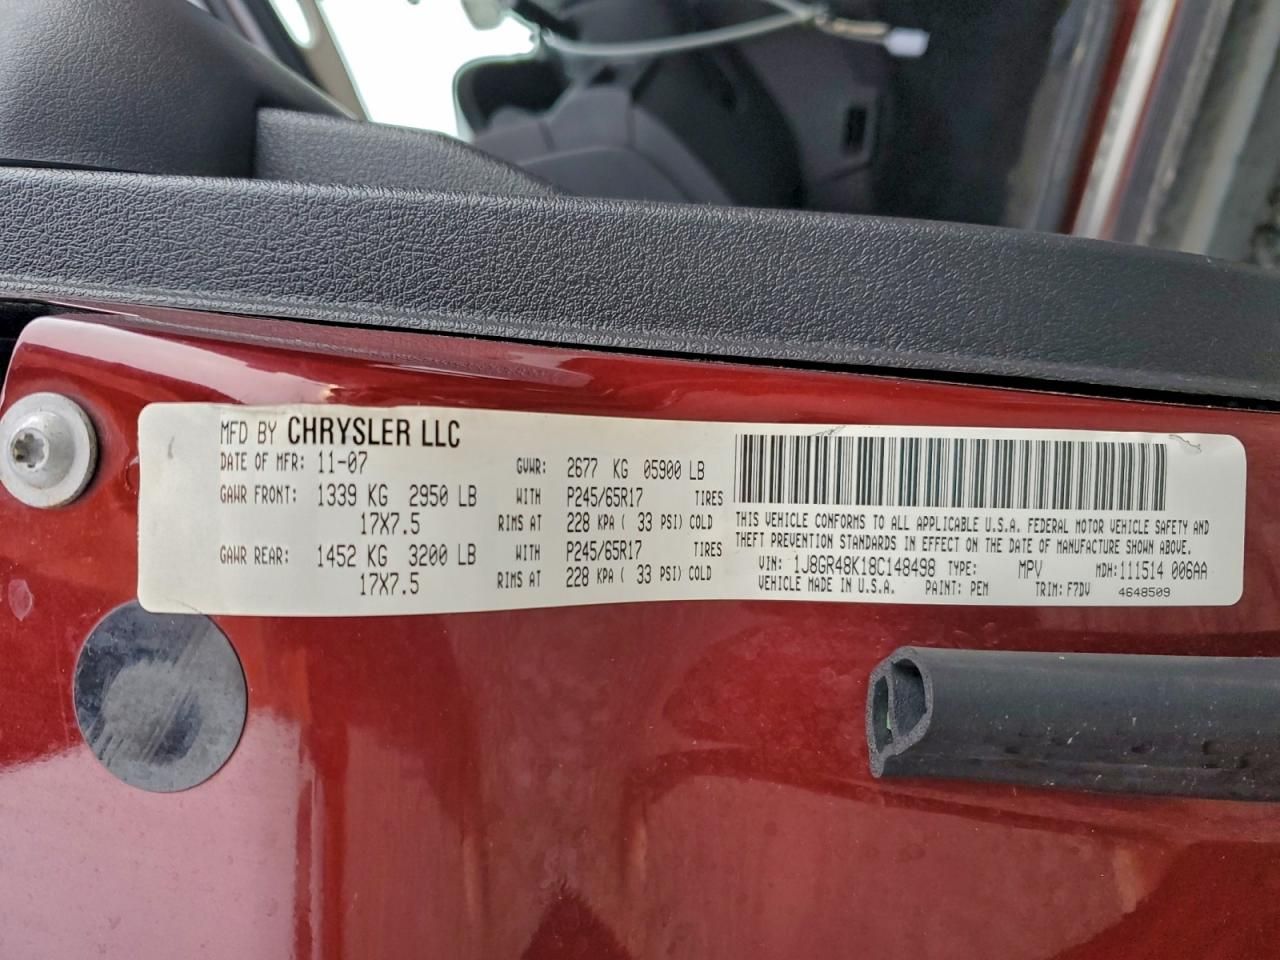 MFD BY CHRYSLER LLC
DATE OF MFR: 11-07 GVWR: 2677 KG 05900 LB
GAWR FRONT: 1339 KG 2950 LB WITH P245/65R17 TIRES
17X7.5 RIMS AT 228 KPA ( 33 PSI) COLD
GAWR REAR: 1452 KG 3200 LB WITH P245/65R17 TIRES
17X7.5 RIMS AT 228 KPA ( 33 PSI) COLD
THIS VEHICLE CONFORMS TO ALL APPLICABLE U.S.A. FEDERAL MOTOR VEHICLE SAFETY AND
THEFT PREVENTION STANDARDS IN EFFECT ON THE DATE OF MANUFACTURE SHOWN ABOVE.
VIN: 1J8GR48K18C148498 TYPE: MPV MDH: 111514 006AA
VEHICLE MADE IN U.S.A. PAINT: PEM TRIM: F7DV 4648509